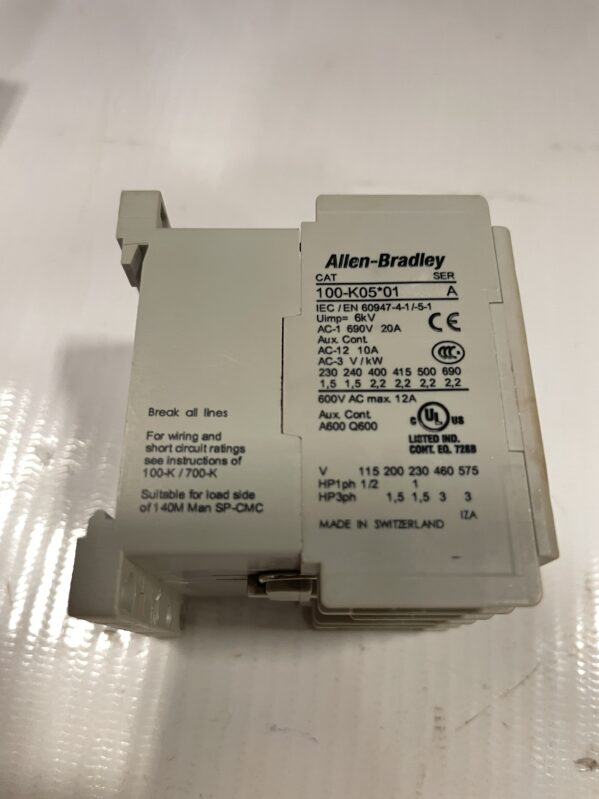 Allen-Bradley
CAT SER
100-K05*01 A
IEC / EN 60947-4-1/-5-1
Uimp= 6kV
AC-1 690V 20A
CE
Aux. Cont.
AC-12 10A
CCC
AC-3 V / kW
230 240 400 415 500 690
1,5 1,5 2,2 2,2 2,2 2,2
600V AC max. 12A
Aux. Cont.
A600 Q600
c UL US
LISTED IND.
CONT. EQ. 728B
V 115 200 230 460 575
HP1ph 1/2 1
HP3ph 1,5 1,5 3 3
IZA
MADE IN SWITZERLAND
Break all lines
For wiring and
short circuit ratings
see instructions of
100-K / 700-K
Suitable for load side
of 140M Man SP-CMC